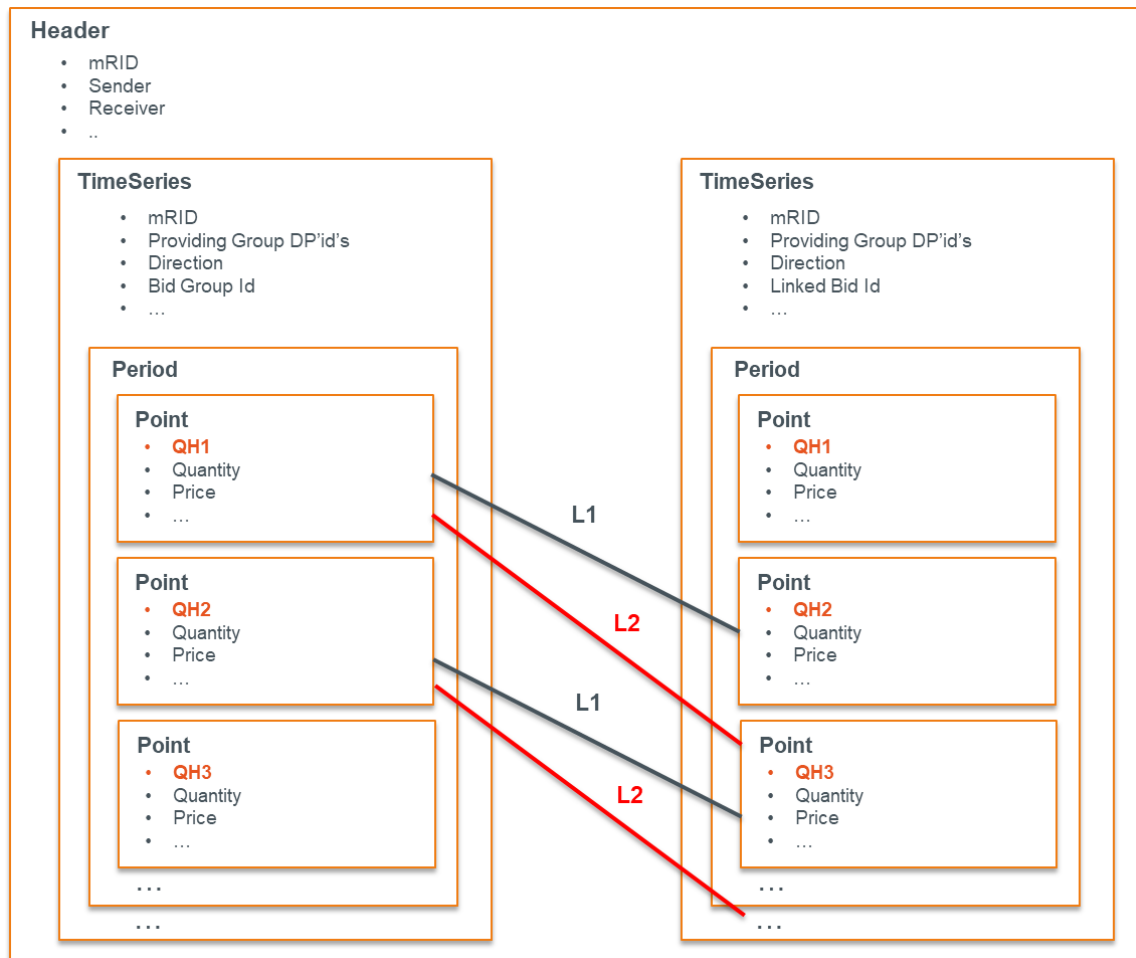 Header
• mRID
• Sender
• Receiver
• ..
TimeSeries
• mRID
• Providing Group DP'id's
• Direction
• Bid Group Id
• …
Period
Point
• QH1
• Quantity
• Price
• …
Point
• QH2
• Quantity
• Price
• …
Point
• QH3
• Quantity
• Price
• …
…
…
L1
L2
L1
L2
TimeSeries
• mRID
• Providing Group DP'id's
• Direction
• Linked Bid Id
• …
Period
Point
• QH1
• Quantity
• Price
• …
Point
• QH2
• Quantity
• Price
• …
Point
• QH3
• Quantity
• Price
• …
…
…